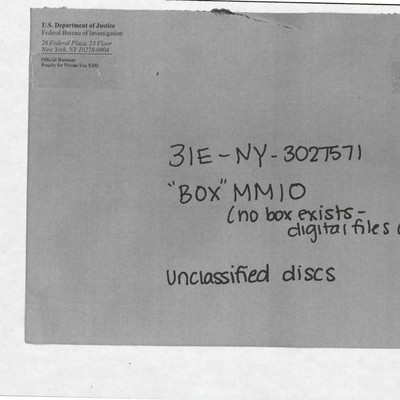 U.S. Department of Justice
Federal Bureau of Investigation
26 Federal Plaza, 23 Floor
New York, NY 10278-0004
Official Business
Penalty for Private Use $300
31E-NY-3027571
"BOX" MM10
(no box exists-
digital files
unclassified discs